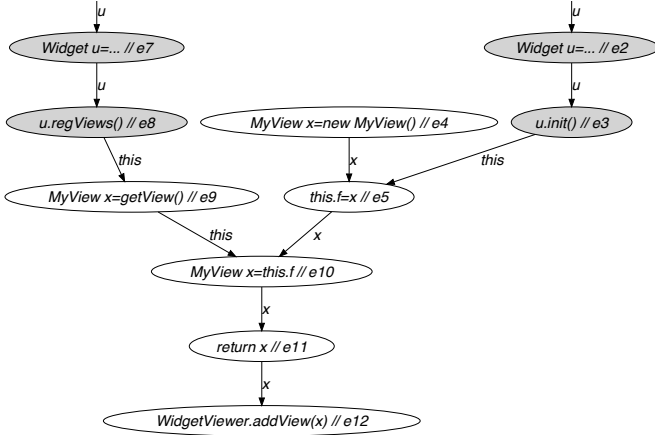 u
u
Widget u=... // e7
Widget u=... // e2
u
u
u.regViews() // e8
MyView x=new MyView() // e4
u.init() // e3
this
x
this
MyView x=getView() // e9
this.f=x // e5
this
x
MyView x=this.f // e10
x
return x // e11
x
WidgetViewer.addView(x) // e12